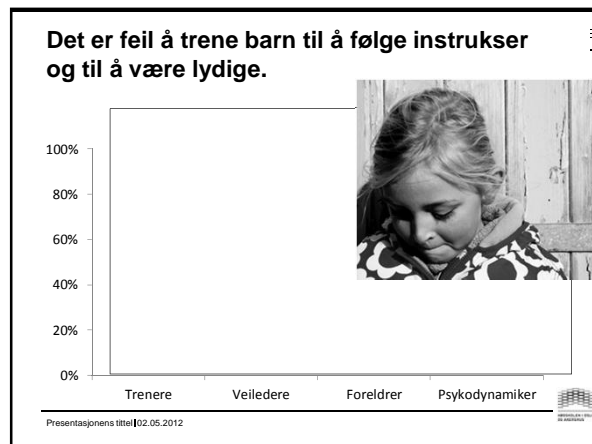 Det er feil å trene barn til å følge instrukser
og til å være lydige.
100%
80%
60%
40%
20%
0%
Trenere Veiledere Foreldrer Psykodynamiker
Presentasjonens tittel 02.05.2012